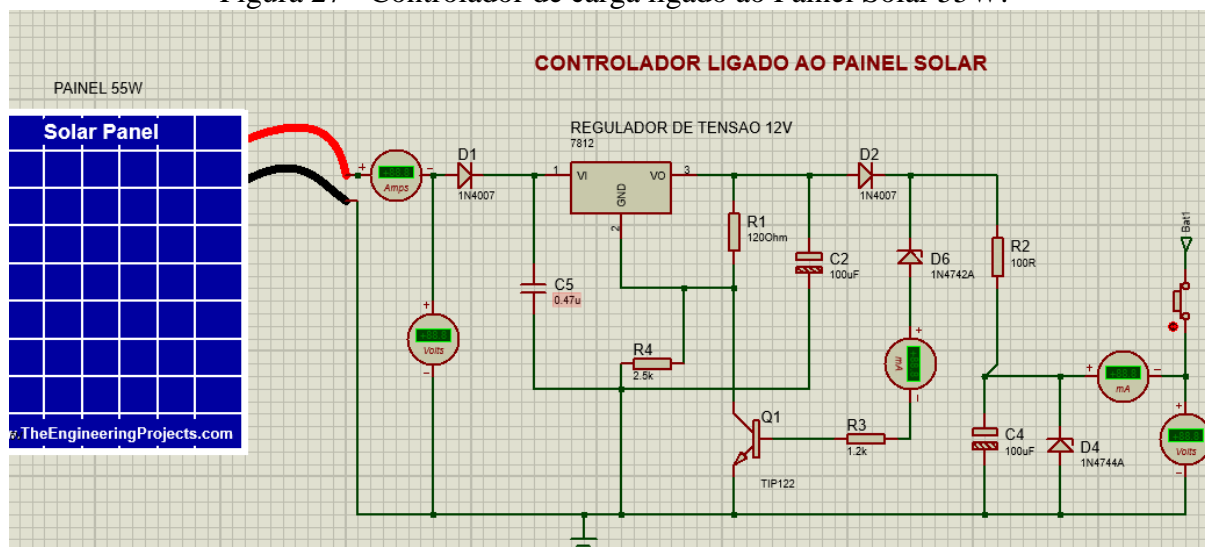 Figura 27 - Controlador de carga ligado ao Painel Solar 55W.
CONTROLADOR LIGADO AO PAINEL SOLAR
PAINEL 55W
Solar Panel
TheEngineeringProjects.com
+
-
Amps
D1
1N4007
REGULADOR DE TENSAO 12V
7812
1
VI
VO
3
GND
2
D2
1N4007
R1
120Ohm
C2
100uF
D6
1N4742A
R2
100R
Bat1
C5
0.47u
+
Volts
-
R4
2.5k
+
mA
-
Q1
TIP122
R3
1.2k
+
mA
-
C4
100uF
D4
1N4744A
+
Volts
-